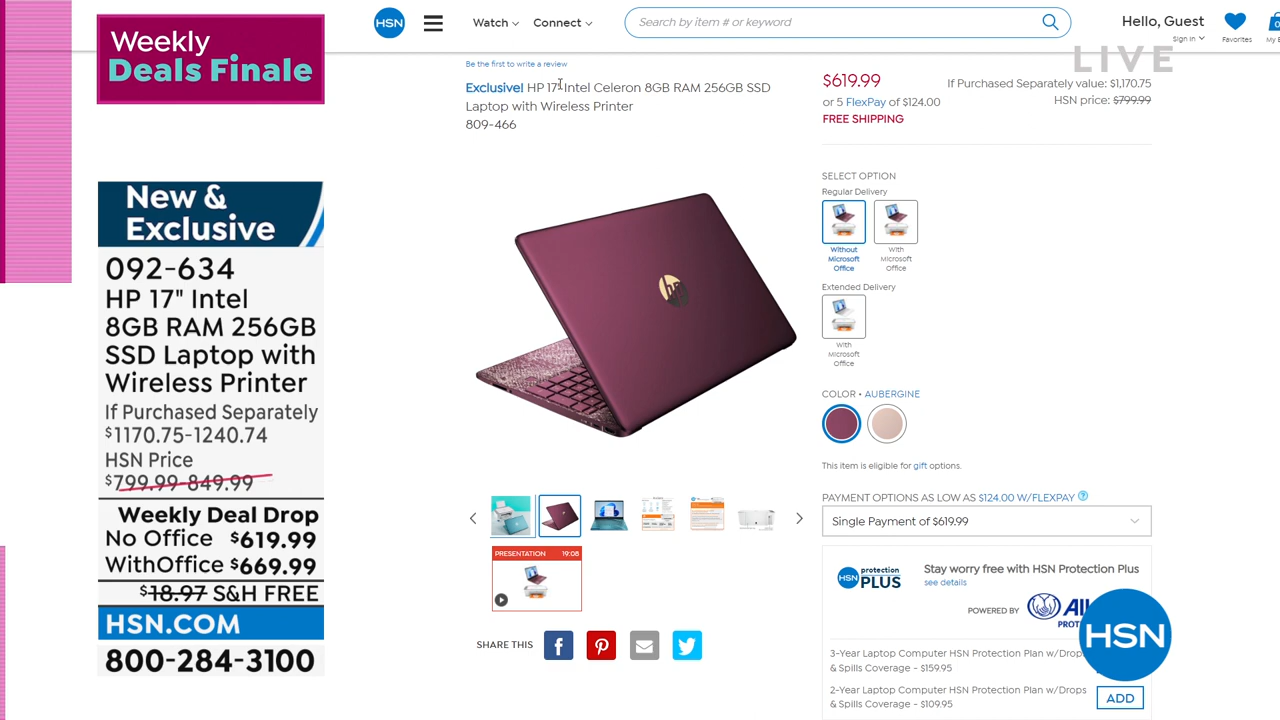 Weekly
Deals Finale
New &
Exclusive
092-634
HP 17" Intel
8GB RAM 256GB
SSD Laptop with
Wireless Printer
If Purchased Separately
$1170.75-1240.74
HSN Price
$799.99-849.99
Weekly Deal Drop
No Office $619.99
WithOffice $669.99
$18.97 S&H FREE
HSN.COM
800-284-3100
HSN
Watch
Connect
Search by item # or keyword
Hello, Guest
Sign In
Favorites
LIVE
Be the first to write a review
Exclusive! HP 17" Intel Celeron 8GB RAM 256GB SSD
Laptop with Wireless Printer
809-466
$619.99
If Purchased Separately value: $1,170.75
or 5 FlexPay of $124.00
HSN price: $799.99
FREE SHIPPING
SELECT OPTION
Regular Delivery
Without
Microsoft
Office
With
Microsoft
Office
Extended Delivery
With
Microsoft
Office
COLOR • AUBERGINE
This item is eligible for gift options.
PAYMENT OPTIONS AS LOW AS $124.00 W/FLEXPAY ?
Single Payment of $619.99
hp
PRESENTATION 19:08
SHARE THIS
HSN protection PLUS
Stay worry free with HSN Protection Plus
see details
POWERED BY
HSN
3-Year Laptop Computer HSN Protection Plan w/Drops
& Spills Coverage - $159.95
2-Year Laptop Computer HSN Protection Plan w/Drops
& Spills Coverage - $109.95
ADD